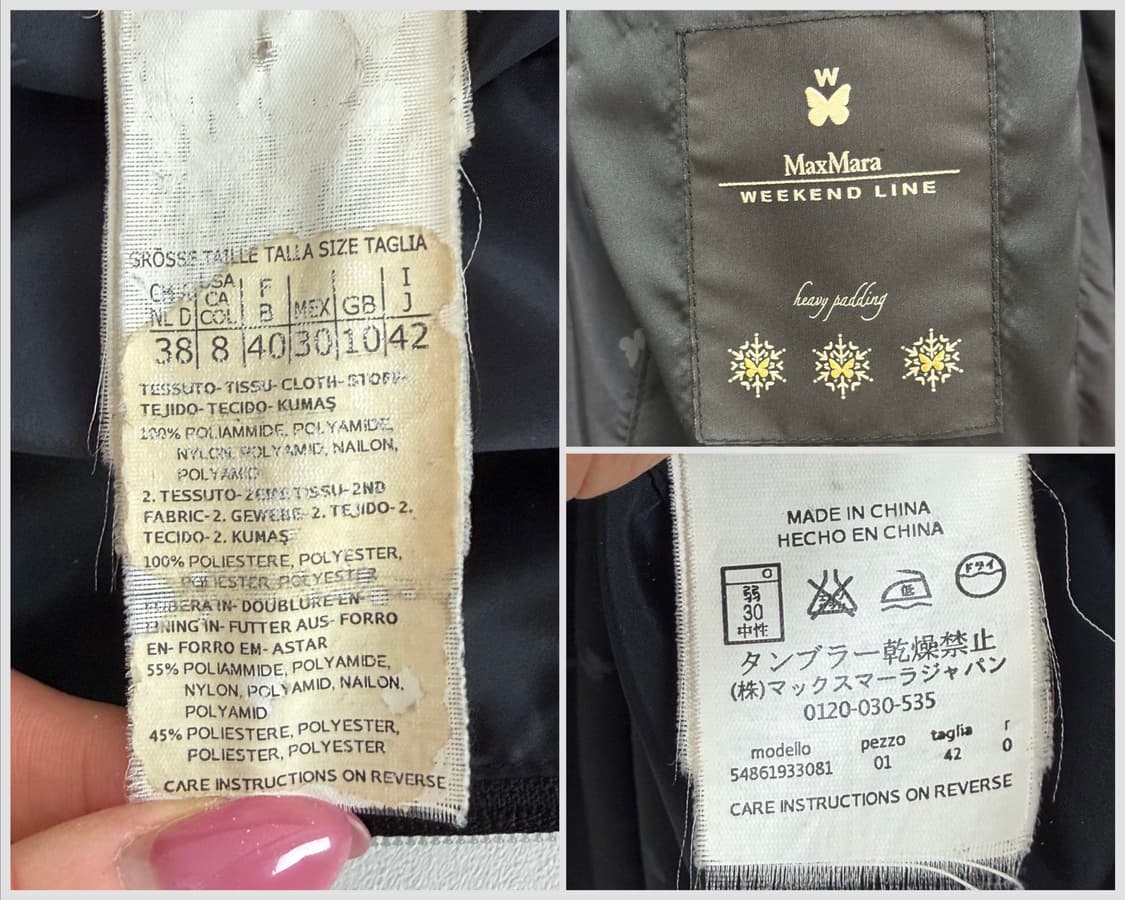 GRÖSSE TAILLE TALLA SIZE TAGLIA
USA F I
NL D CA B MEX GB J
COL
38 8 40 30 10 42
TESSUTO-TISSU-CLOTH-STOFF-
TEJIDO-TECIDO-KUMAŞ
100% POLIAMMIDE, POLYAMIDE,
NYLON, POLYAMID, NAILON,
POLYAMID
2. TESSUTO-2EME TISSU-2ND
FABRIC-2. GEWEBE-2. TEJIDO-2.
TECIDO-2. KUMAŞ
100% POLIESTERE, POLYESTER,
POLIESTER, POLYESTER
FODERA IN-DOUBLURE EN-
LINING IN-FUTTER AUS-FORRO
EN-FORRO EM-ASTAR
55% POLIAMMIDE, POLYAMIDE,
NYLON, POLYAMID, NAILON,
POLYAMID
45% POLIESTERE, POLYESTER,
POLIESTER, POLYESTER
CARE INSTRUCTIONS ON REVERSE
W
MaxMara
WEEKEND LINE
heavy padding
MADE IN CHINA
HECHO EN CHINA
弱
30
中性
低
ドライ
タンブラー乾燥禁止
(株)マックスマーラジャパン
0120-030-535
modello pezzo taglia r
54861933081 01 42 0
CARE INSTRUCTIONS ON REVERSE